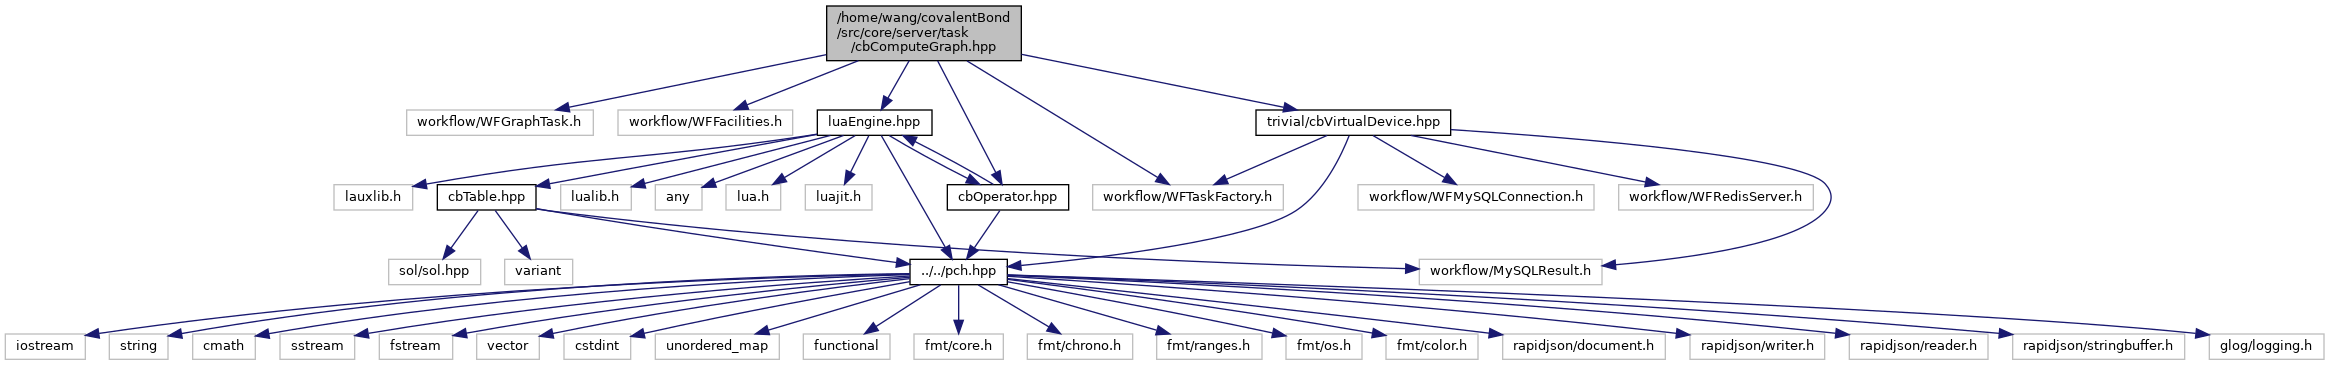 /home/wang/covalentBond
/src/core/server/task
/cbComputeGraph.hpp
workflow/WFGraphTask.h
workflow/WFFacilities.h
luaEngine.hpp
trivial/cbVirtualDevice.hpp
lauxlib.h
cbTable.hpp
lualib.h
any
lua.h
luajit.h
cbOperator.hpp
workflow/WFTaskFactory.h
workflow/WFMySQLConnection.h
workflow/WFRedisServer.h
sol/sol.hpp
variant
../../pch.hpp
workflow/MySQLResult.h
iostream
string
cmath
sstream
fstream
vector
cstdint
unordered_map
functional
fmt/core.h
fmt/chrono.h
fmt/ranges.h
fmt/os.h
fmt/color.h
rapidjson/document.h
rapidjson/writer.h
rapidjson/reader.h
rapidjson/stringbuffer.h
glog/logging.h